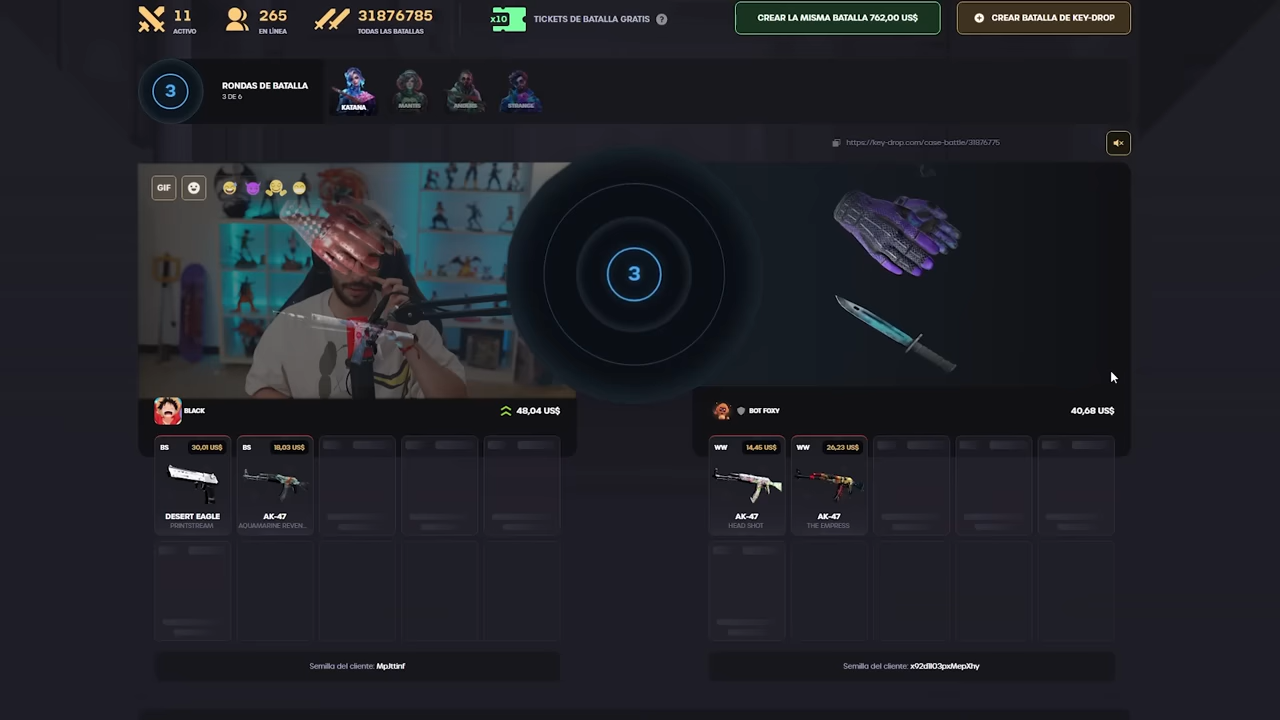 11
ACTIVO
265
EN LÍNEA
31876785
TODAS LAS BATALLAS
x10
TICKETS DE BATALLA GRATIS ?
CREAR LA MISMA BATALLA 762,00 US$
CREAR BATALLA DE KEY-DROP
3
RONDAS DE BATALLA
3 DE 6
KATANA
MANTIS
STRANGE
https://key-drop.com/case-battle/31876775
GIF
3
BLACK
48,04 US$
BOT FOXY
40,68 US$
BS 30,01 US$
DESERT EAGLE
PRINTSTREAM
BS 18,03 US$
AK-47
AQUAMARINE REVEN...
WW 14,45 US$
AK-47
HEAD SHOT
WW 26,23 US$
AK-47
THE EMPRESS
Semilla del cliente: MpJttinf
Semilla del cliente: x92d1I03pxMepXhy